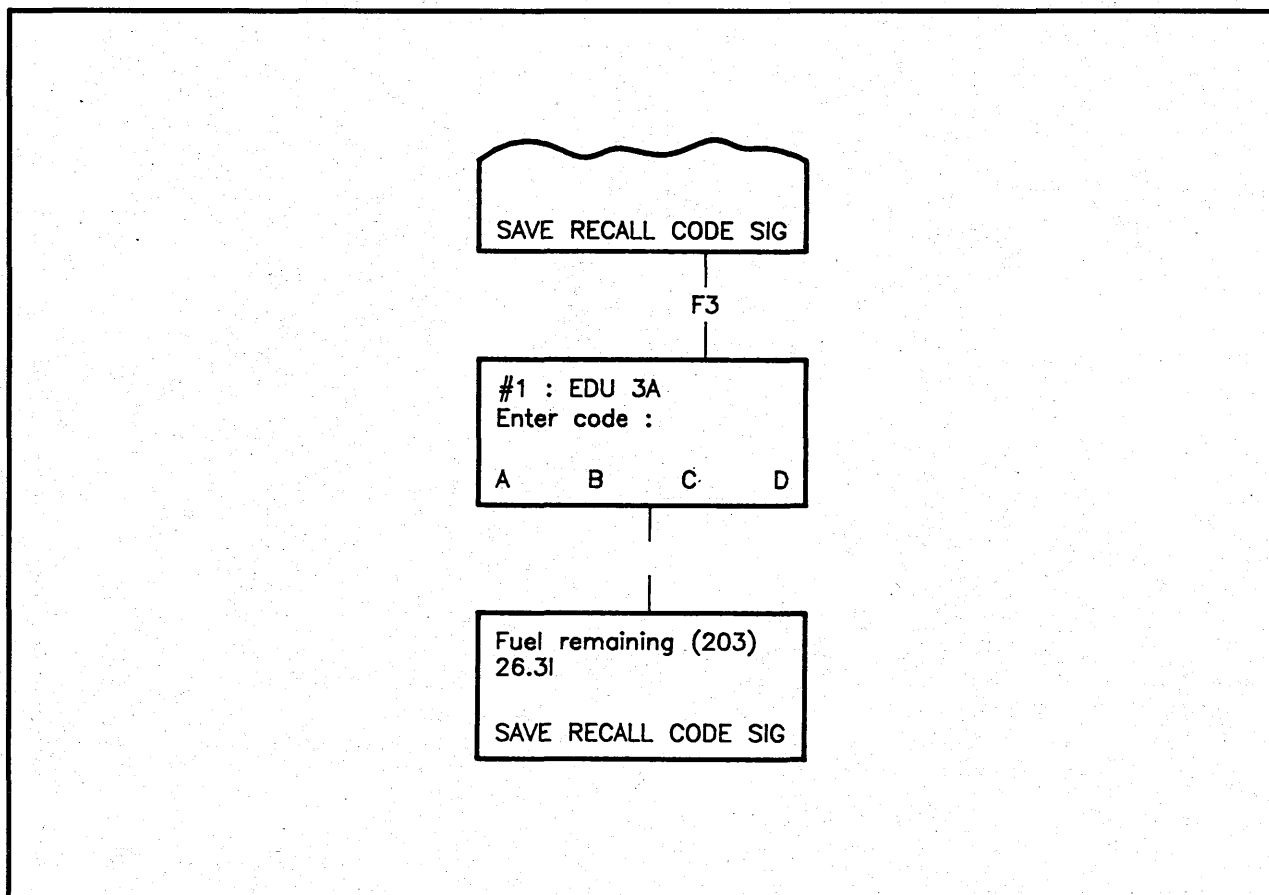 SAVE RECALL CODE SIG
F3
#1 : EDU 3A
Enter code :
A B C D
Fuel remaining (203)
26.3l
SAVE RECALL CODE SIG